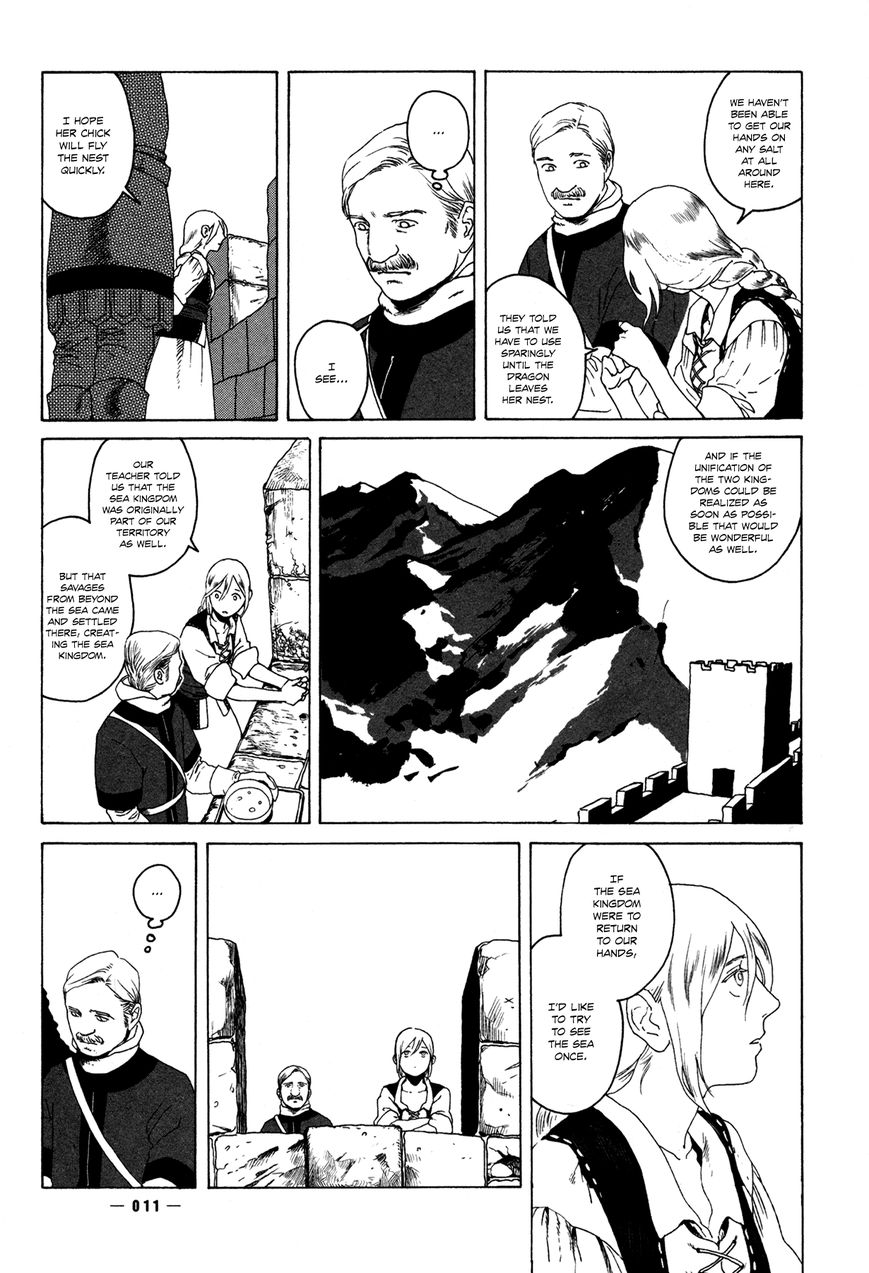 WE HAVEN'T
BEEN ABLE
TO GET OUR
HANDS ON
ANY SALT
AT ALL
AROUND
HERE.
THEY TOLD
US THAT WE
HAVE TO USE
SPARINGLY
UNTIL THE
DRAGON
LEAVES
HER NEST.
...
I
SEE...
I HOPE
HER CHICK
WILL FLY
THE NEST
QUICKLY.
AND IF THE
UNIFICATION OF
THE TWO KING-
DOMS COULD BE
REALIZED AS
SOON AS POSSI-
BLE THAT WOULD
BE WONDERFUL
AS WELL.
OUR
TEACHER TOLD
US THAT THE
SEA KINGDOM
WAS ORIGINALLY
PART OF OUR
TERRITORY
AS WELL.
BUT THAT
SAVAGES
FROM BEYOND
THE SEA CAME
AND SETTLED
THERE, CREAT-
ING THE SEA
KINGDOM.
IF
THE SEA
KINGDOM
WERE TO
RETURN
TO OUR
HANDS,
I'D LIKE
TO TRY
TO SEE
THE SEA
ONCE.
...
— 011 —